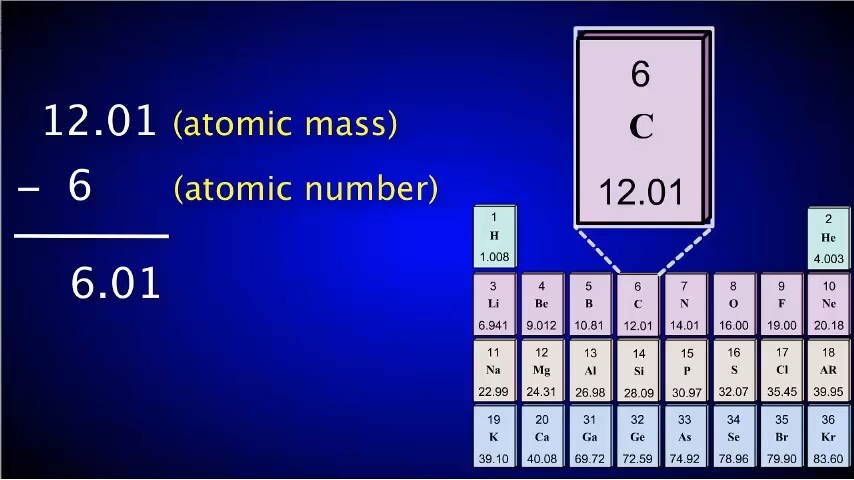 12.01 (atomic mass)
– 6 (atomic number)
6.01
6
C
12.01
1
H
1.008
2
He
4.003
3 4 5 6 7 8 9 10
Li Be B C N O F Ne
6.941 9.012 10.81 12.01 14.01 16.00 19.00 20.18
11 12 13 14 15 16 17 18
Na Mg Al Si P S Cl AR
22.99 24.31 26.98 28.09 30.97 32.07 35.45 39.95
19 20 31 32 33 34 35 36
K Ca Ga Ge As Se Br Kr
39.10 40.08 69.72 72.59 74.92 78.96 79.90 83.60